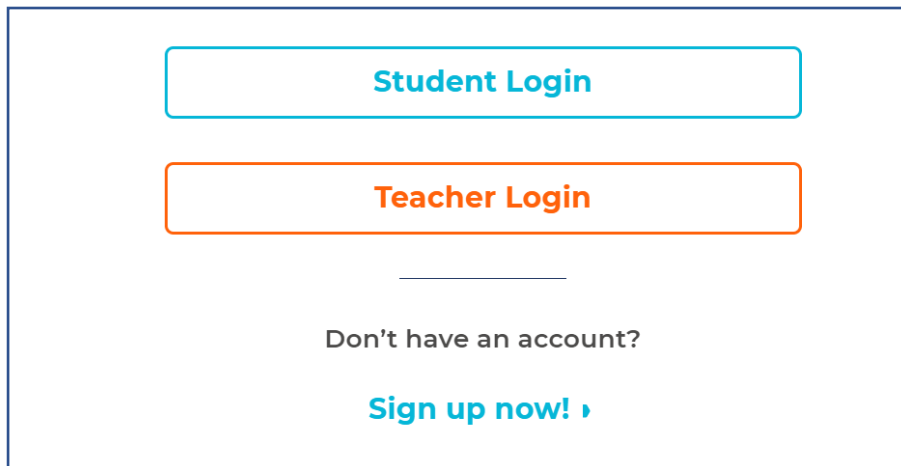 Student Login
Teacher Login
Don’t have an account?
Sign up now!